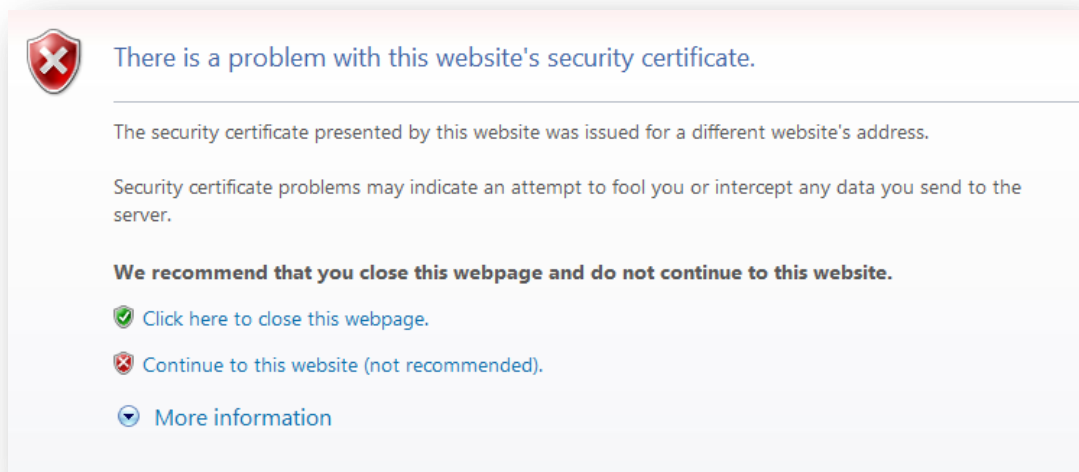 There is a problem with this website's security certificate.
The security certificate presented by this website was issued for a different website's address.
Security certificate problems may indicate an attempt to fool you or intercept any data you send to the
server.
We recommend that you close this webpage and do not continue to this website.
Click here to close this webpage.
Continue to this website (not recommended).
More information